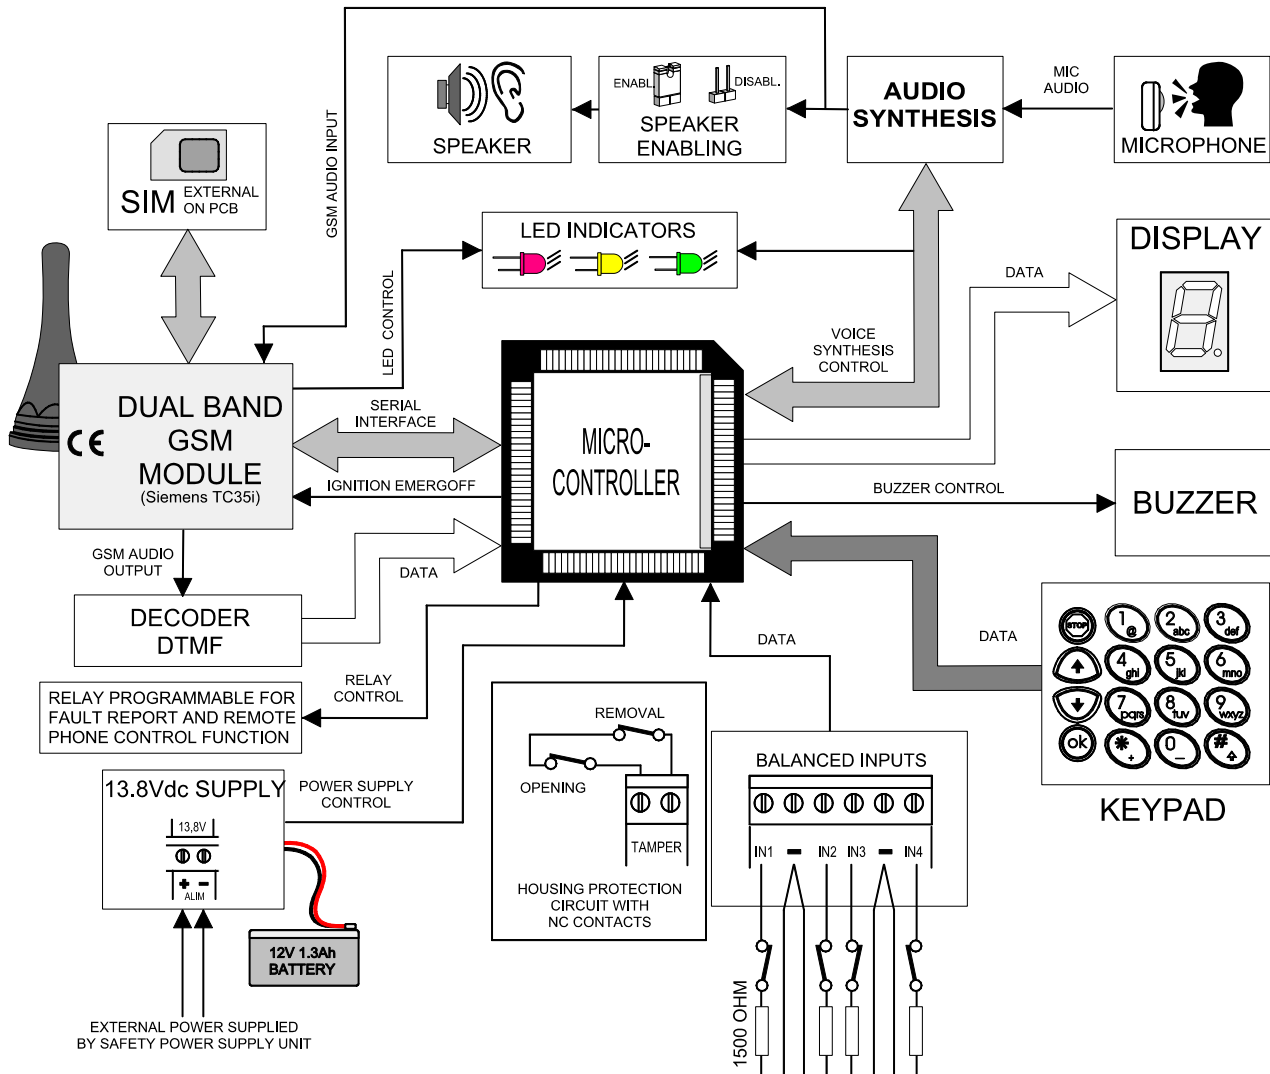 ENABL.
DISABL.
SPEAKER
SPEAKER
ENABLING
AUDIO
SYNTHESIS
MIC
AUDIO
MICROPHONE
SIM EXTERNAL
ON PCB
GSM AUDIO INPUT
LED INDICATORS
DISPLAY
DATA
LED CONTROL
VOICE
SYNTHESIS
CONTROL
DUAL BAND
GSM
MODULE
(Siemens TC35i)
CE
SERIAL
INTERFACE
MICRO-
CONTROLLER
IGNITION EMERGOFF
BUZZER CONTROL
BUZZER
GSM AUDIO
OUTPUT
DATA
DECODER
DTMF
DATA
DATA
STOP
1 @
2 abc
3 def
4 ghi
5 jkl
6 mno
7 pqrs
8 tuv
9 wxyz
ok
* +
0 _
#
KEYPAD
RELAY
CONTROL
RELAY PROGRAMMABLE FOR
FAULT REPORT AND REMOTE
PHONE CONTROL FUNCTION
REMOVAL
OPENING
TAMPER
HOUSING PROTECTION
CIRCUIT WITH
NC CONTACTS
BALANCED INPUTS
IN1 − IN2 IN3 − IN4
1500 OHM
13.8Vdc SUPPLY
13,8V
+ −
ALIM
POWER SUPPLY
CONTROL
12V 1.3Ah
BATTERY
EXTERNAL POWER SUPPLIED
BY SAFETY POWER SUPPLY UNIT